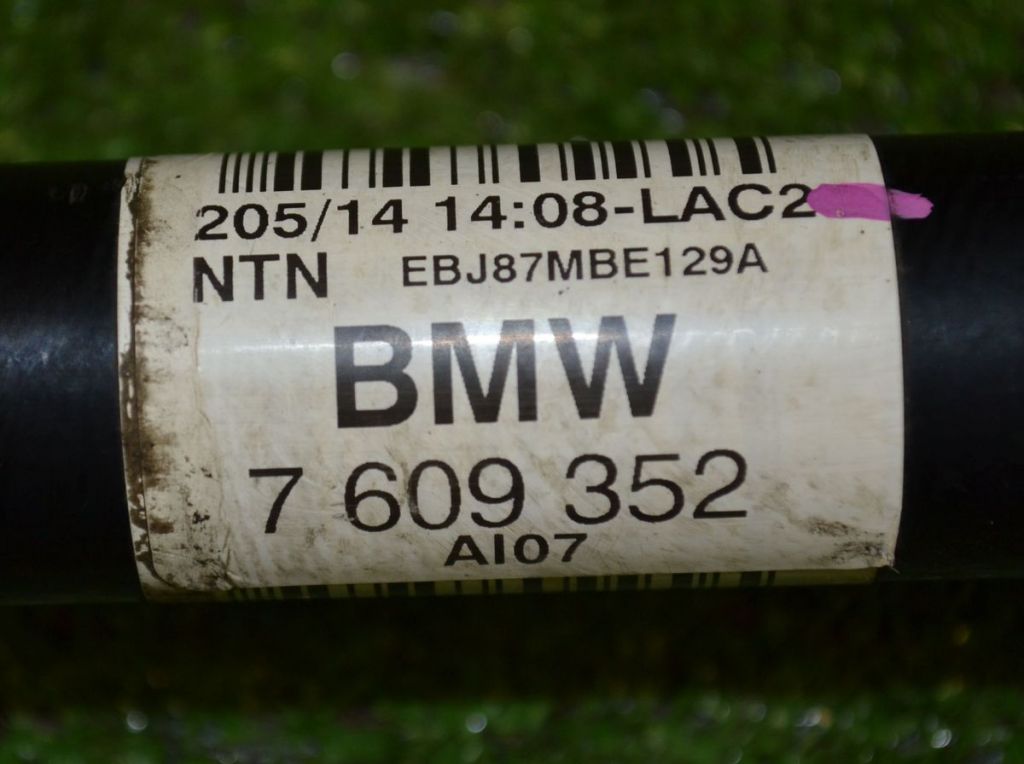 205/14 14:08-LAC2
NTN EBJ87MBE129A
BMW
7 609 352
AI07